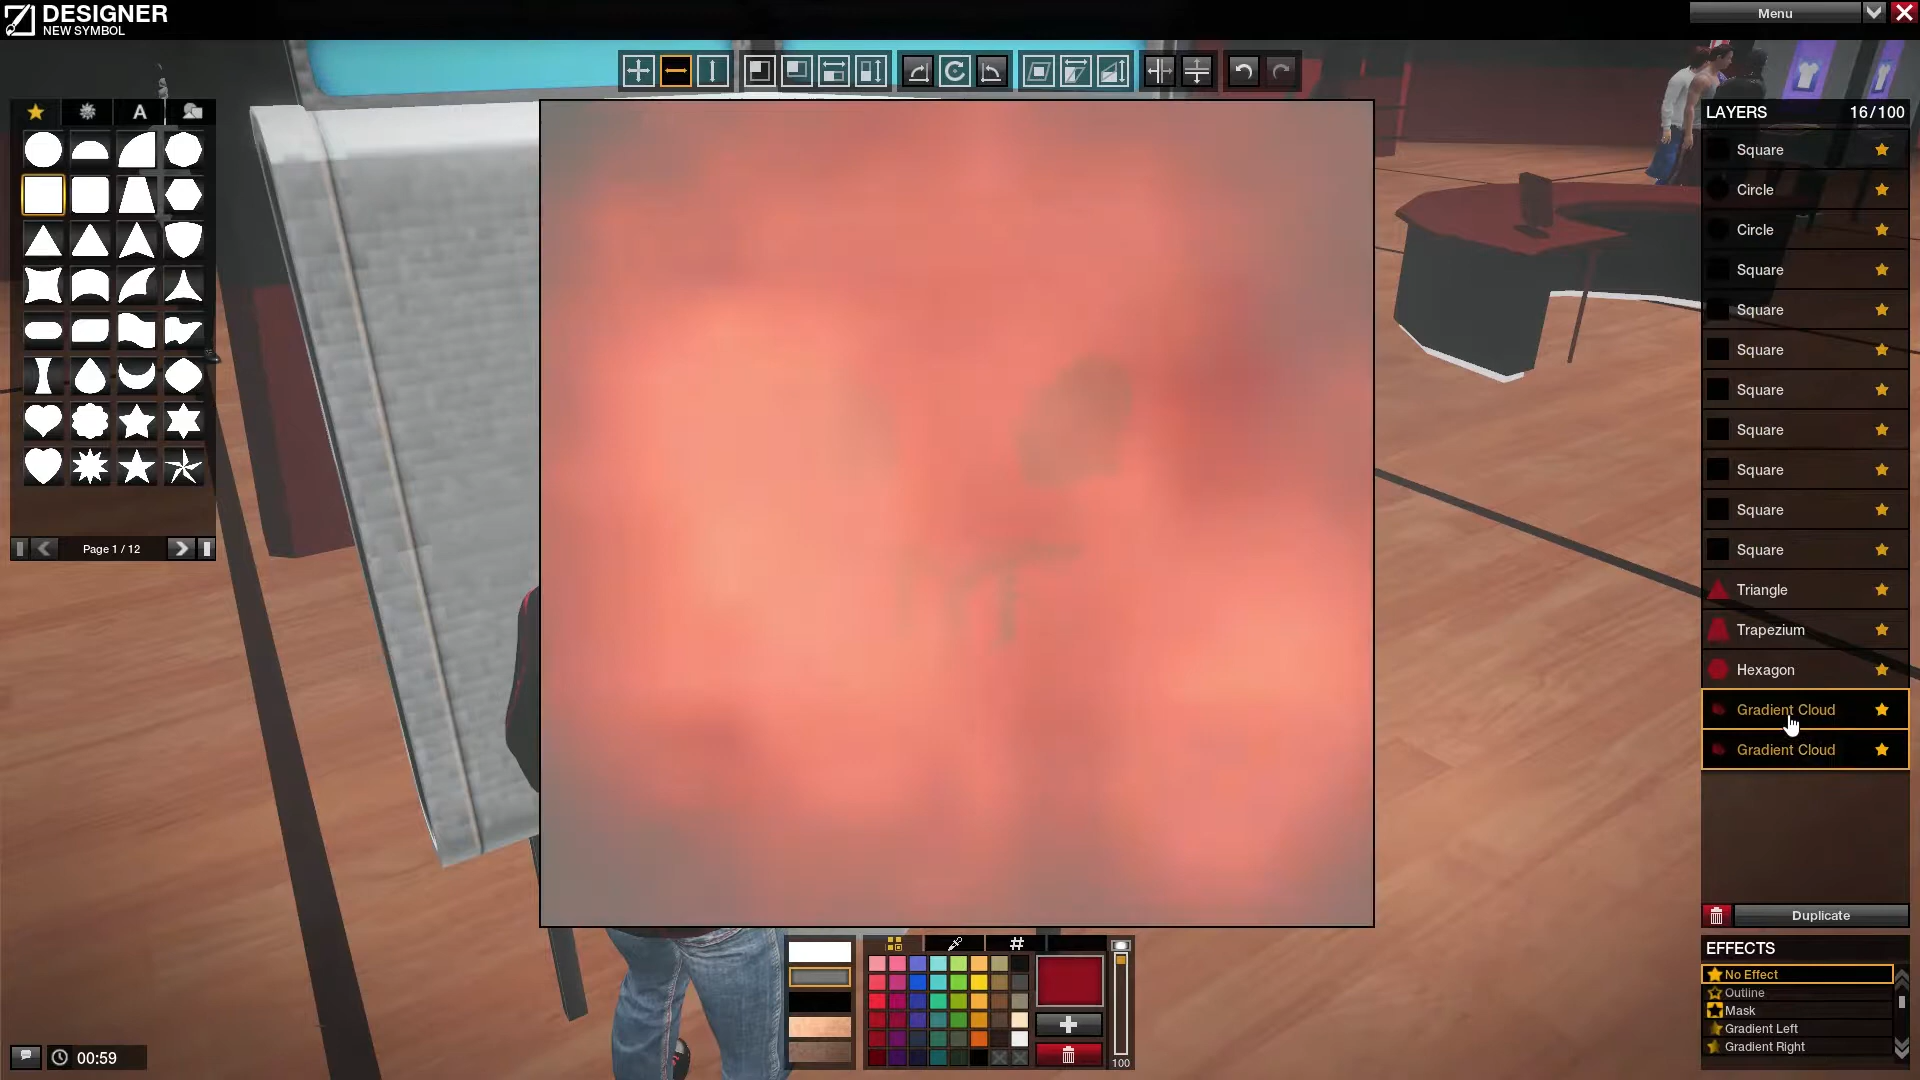 DESIGNER
NEW SYMBOL
Menu
A
LAYERS 16/100
Square
Circle
Circle
Square
Square
Square
Square
Square
Square
Square
Square
Triangle
Trapezium
Hexagon
Gradient Cloud
Gradient Cloud
Page 1 / 12
Duplicate
EFFECTS
No Effect
Outline
Mask
Gradient Left
Gradient Right
#
100
00:59